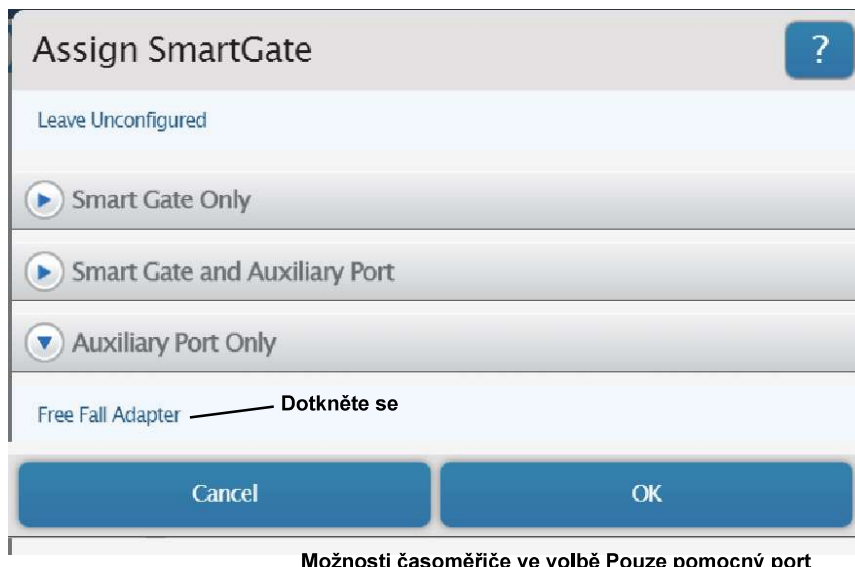 Assign SmartGate
?
Leave Unconfigured
Smart Gate Only
Smart Gate and Auxiliary Port
Auxiliary Port Only
Free Fall Adapter
Dotkněte se
Cancel
OK
Možnosti časoměřiče ve volbě Pouze pomocný port